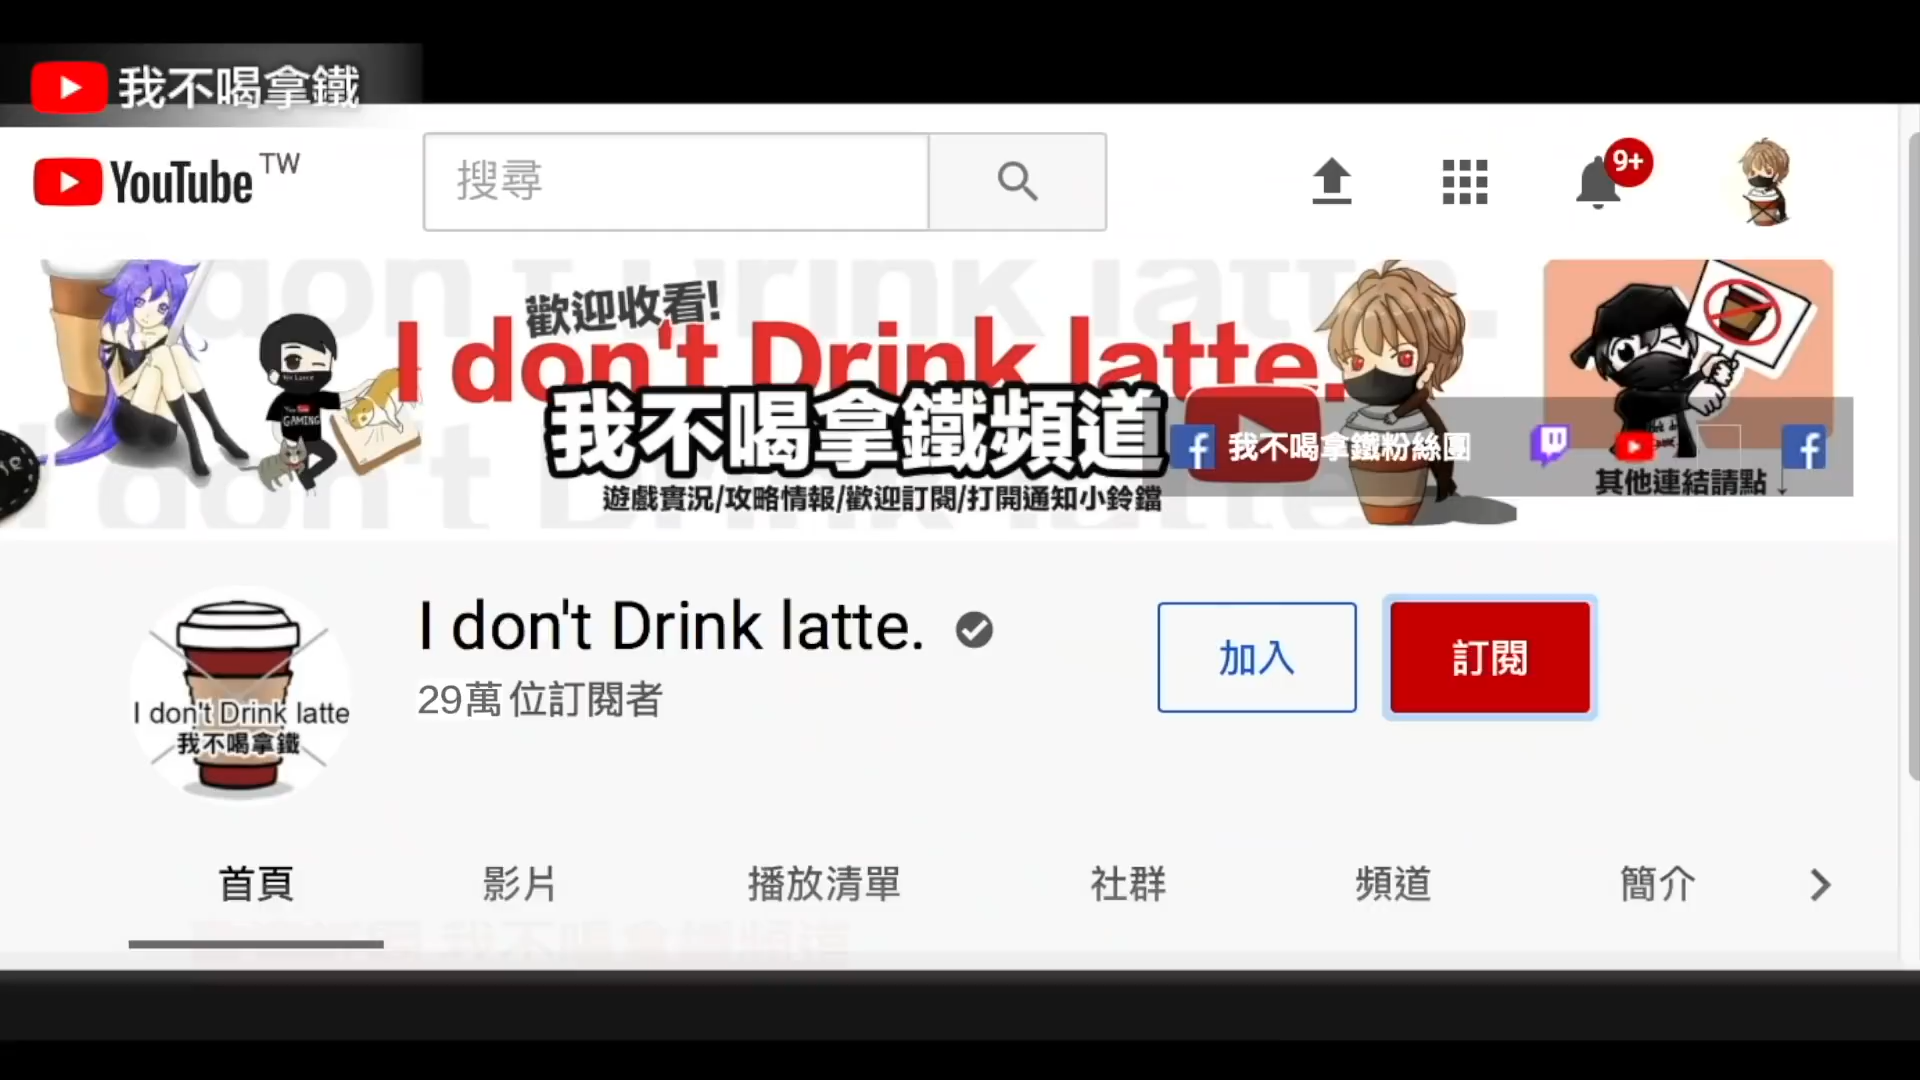 我不喝拿鐵
YouTube TW
搜尋
9+
歡迎收看!
I don't Drink latte.
我不喝拿鐵頻道
遊戲實況/攻略情報/歡迎訂閱/打開通知小鈴鐺
我不喝拿鐵粉絲團
其他連結請點↓
GAMING
I don't Drink latte.
29萬 位訂閱者
加入
訂閱
I don't Drink latte
我不喝拿鐵
首頁
影片
播放清單
社群
頻道
簡介